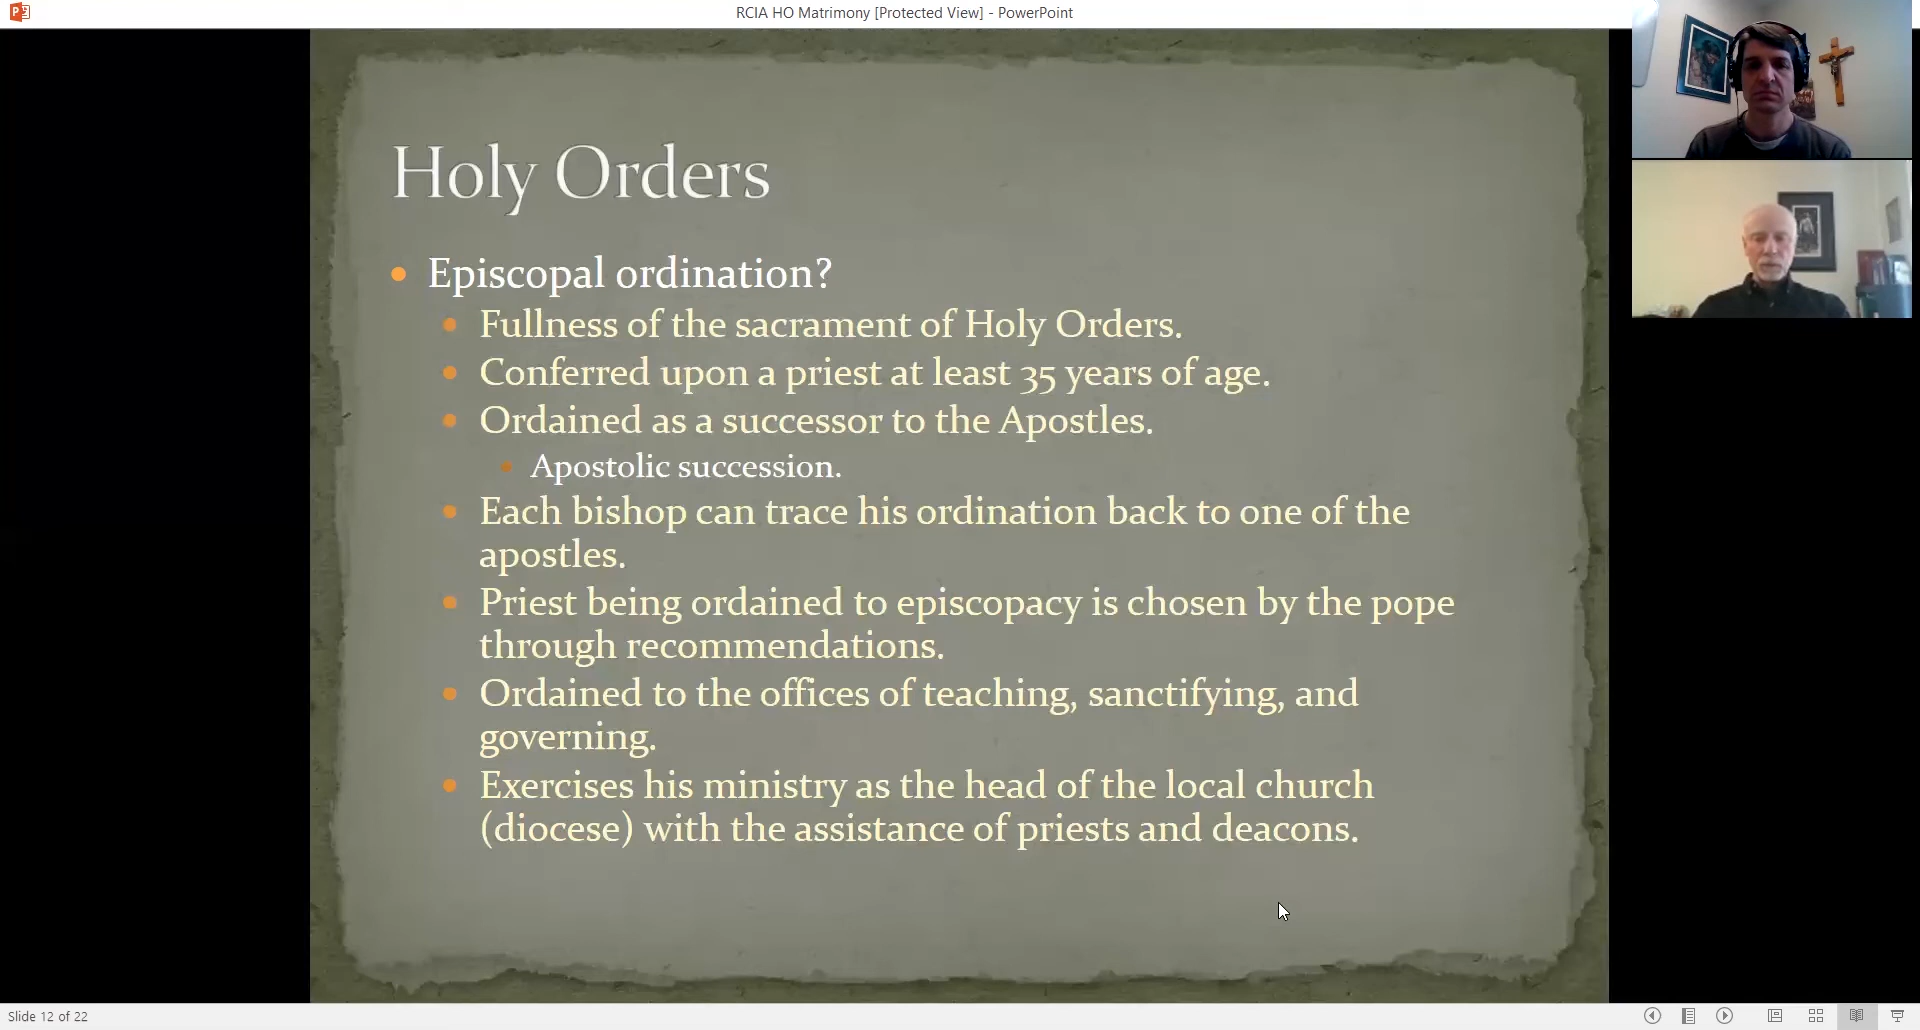 RCIA HO Matrimony [Protected View] - PowerPoint
Holy Orders
Episcopal ordination?
Fullness of the sacrament of Holy Orders.
Conferred upon a priest at least 35 years of age.
Ordained as a successor to the Apostles.
Apostolic succession.
Each bishop can trace his ordination back to one of the
apostles.
Priest being ordained to episcopacy is chosen by the pope
through recommendations.
Ordained to the offices of teaching, sanctifying, and
governing.
Exercises his ministry as the head of the local church
(diocese) with the assistance of priests and deacons.
Slide 12 of 22